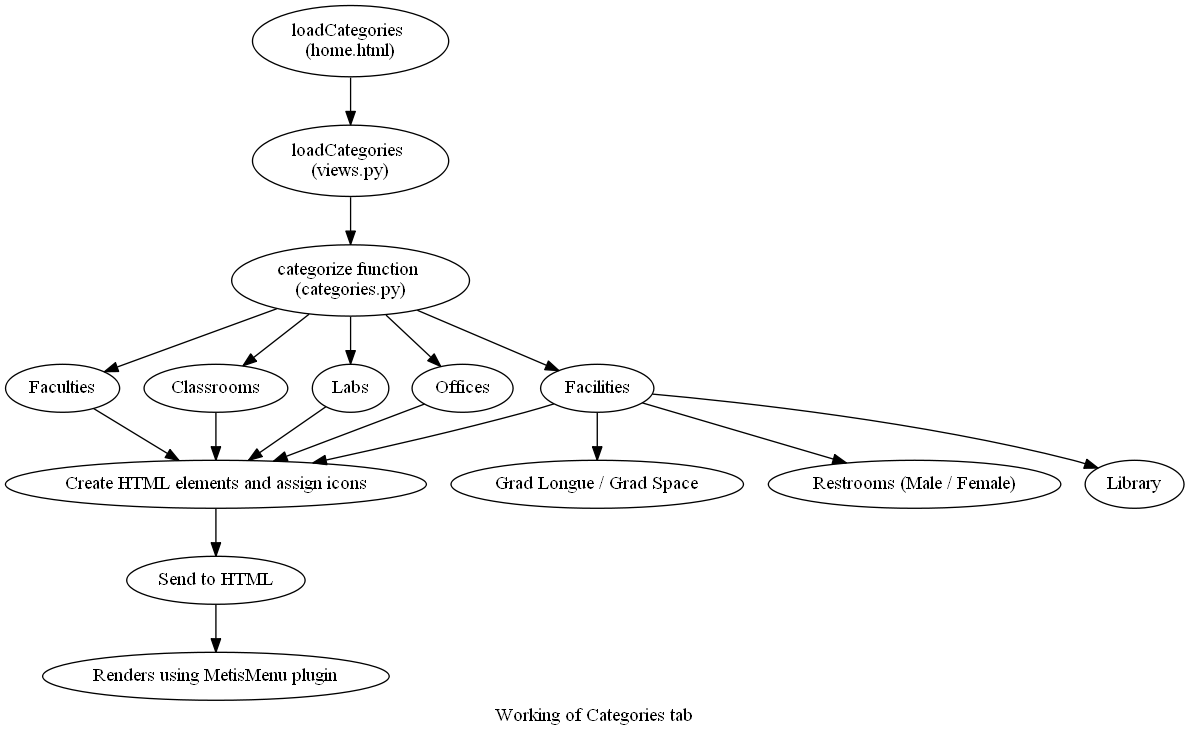 loadCategories
(home.html)
loadCategories
(views.py)
categorize function
(categories.py)
Faculties
Classrooms
Labs
Offices
Facilities
Create HTML elements and assign icons
Grad Longue / Grad Space
Restrooms (Male / Female)
Library
Send to HTML
Renders using MetisMenu plugin
Working of Categories tab